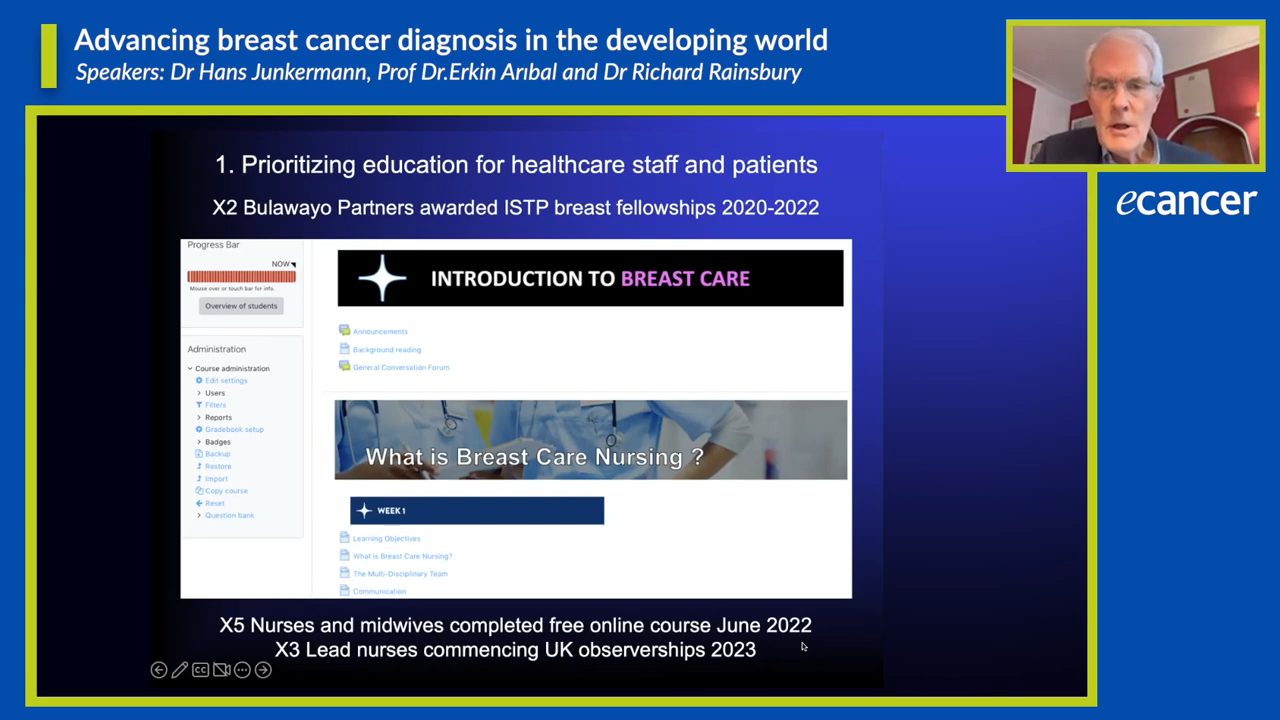 Advancing breast cancer diagnosis in the developing world
Speakers: Dr Hans Junkermann, Prof Dr.Erkin Arıbal and Dr Richard Rainsbury
ecancer
1. Prioritizing education for healthcare staff and patients
X2 Bulawayo Partners awarded ISTP breast fellowships 2020-2022
Progress Bar
NOW
Mouse over or touch bar for info.
Overview of students
Administration
Course administration
Edit settings
Users
Filters
Reports
Gradebook setup
Badges
Backup
Restore
Import
Copy course
Reset
Question bank
INTRODUCTION TO BREAST CARE
Announcements
Background reading
General Conversation Forum
What is Breast Care Nursing ?
WEEK 1
Learning Objectives
What is Breast Care Nursing?
The Multi-Disciplinary Team
Communication
X5 Nurses and midwives completed free online course June 2022
X3 Lead nurses commencing UK observerships 2023
CC